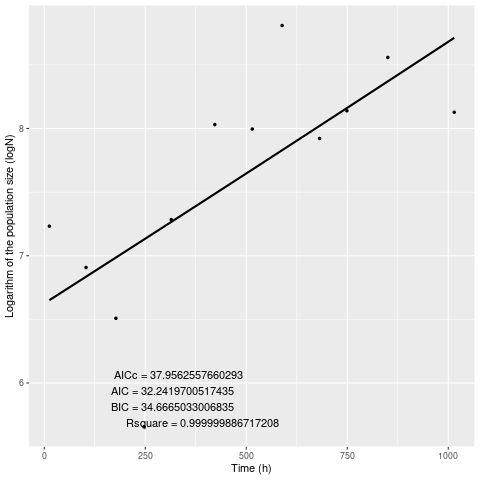 Logarithm of the population size (logN)
8
7
6
AICc = 37.9562557660293
AIC = 32.2419700517435
BIC = 34.6665033006835
Rsquare = 0.999999886717208
0 250 500 750 1000
Time (h)